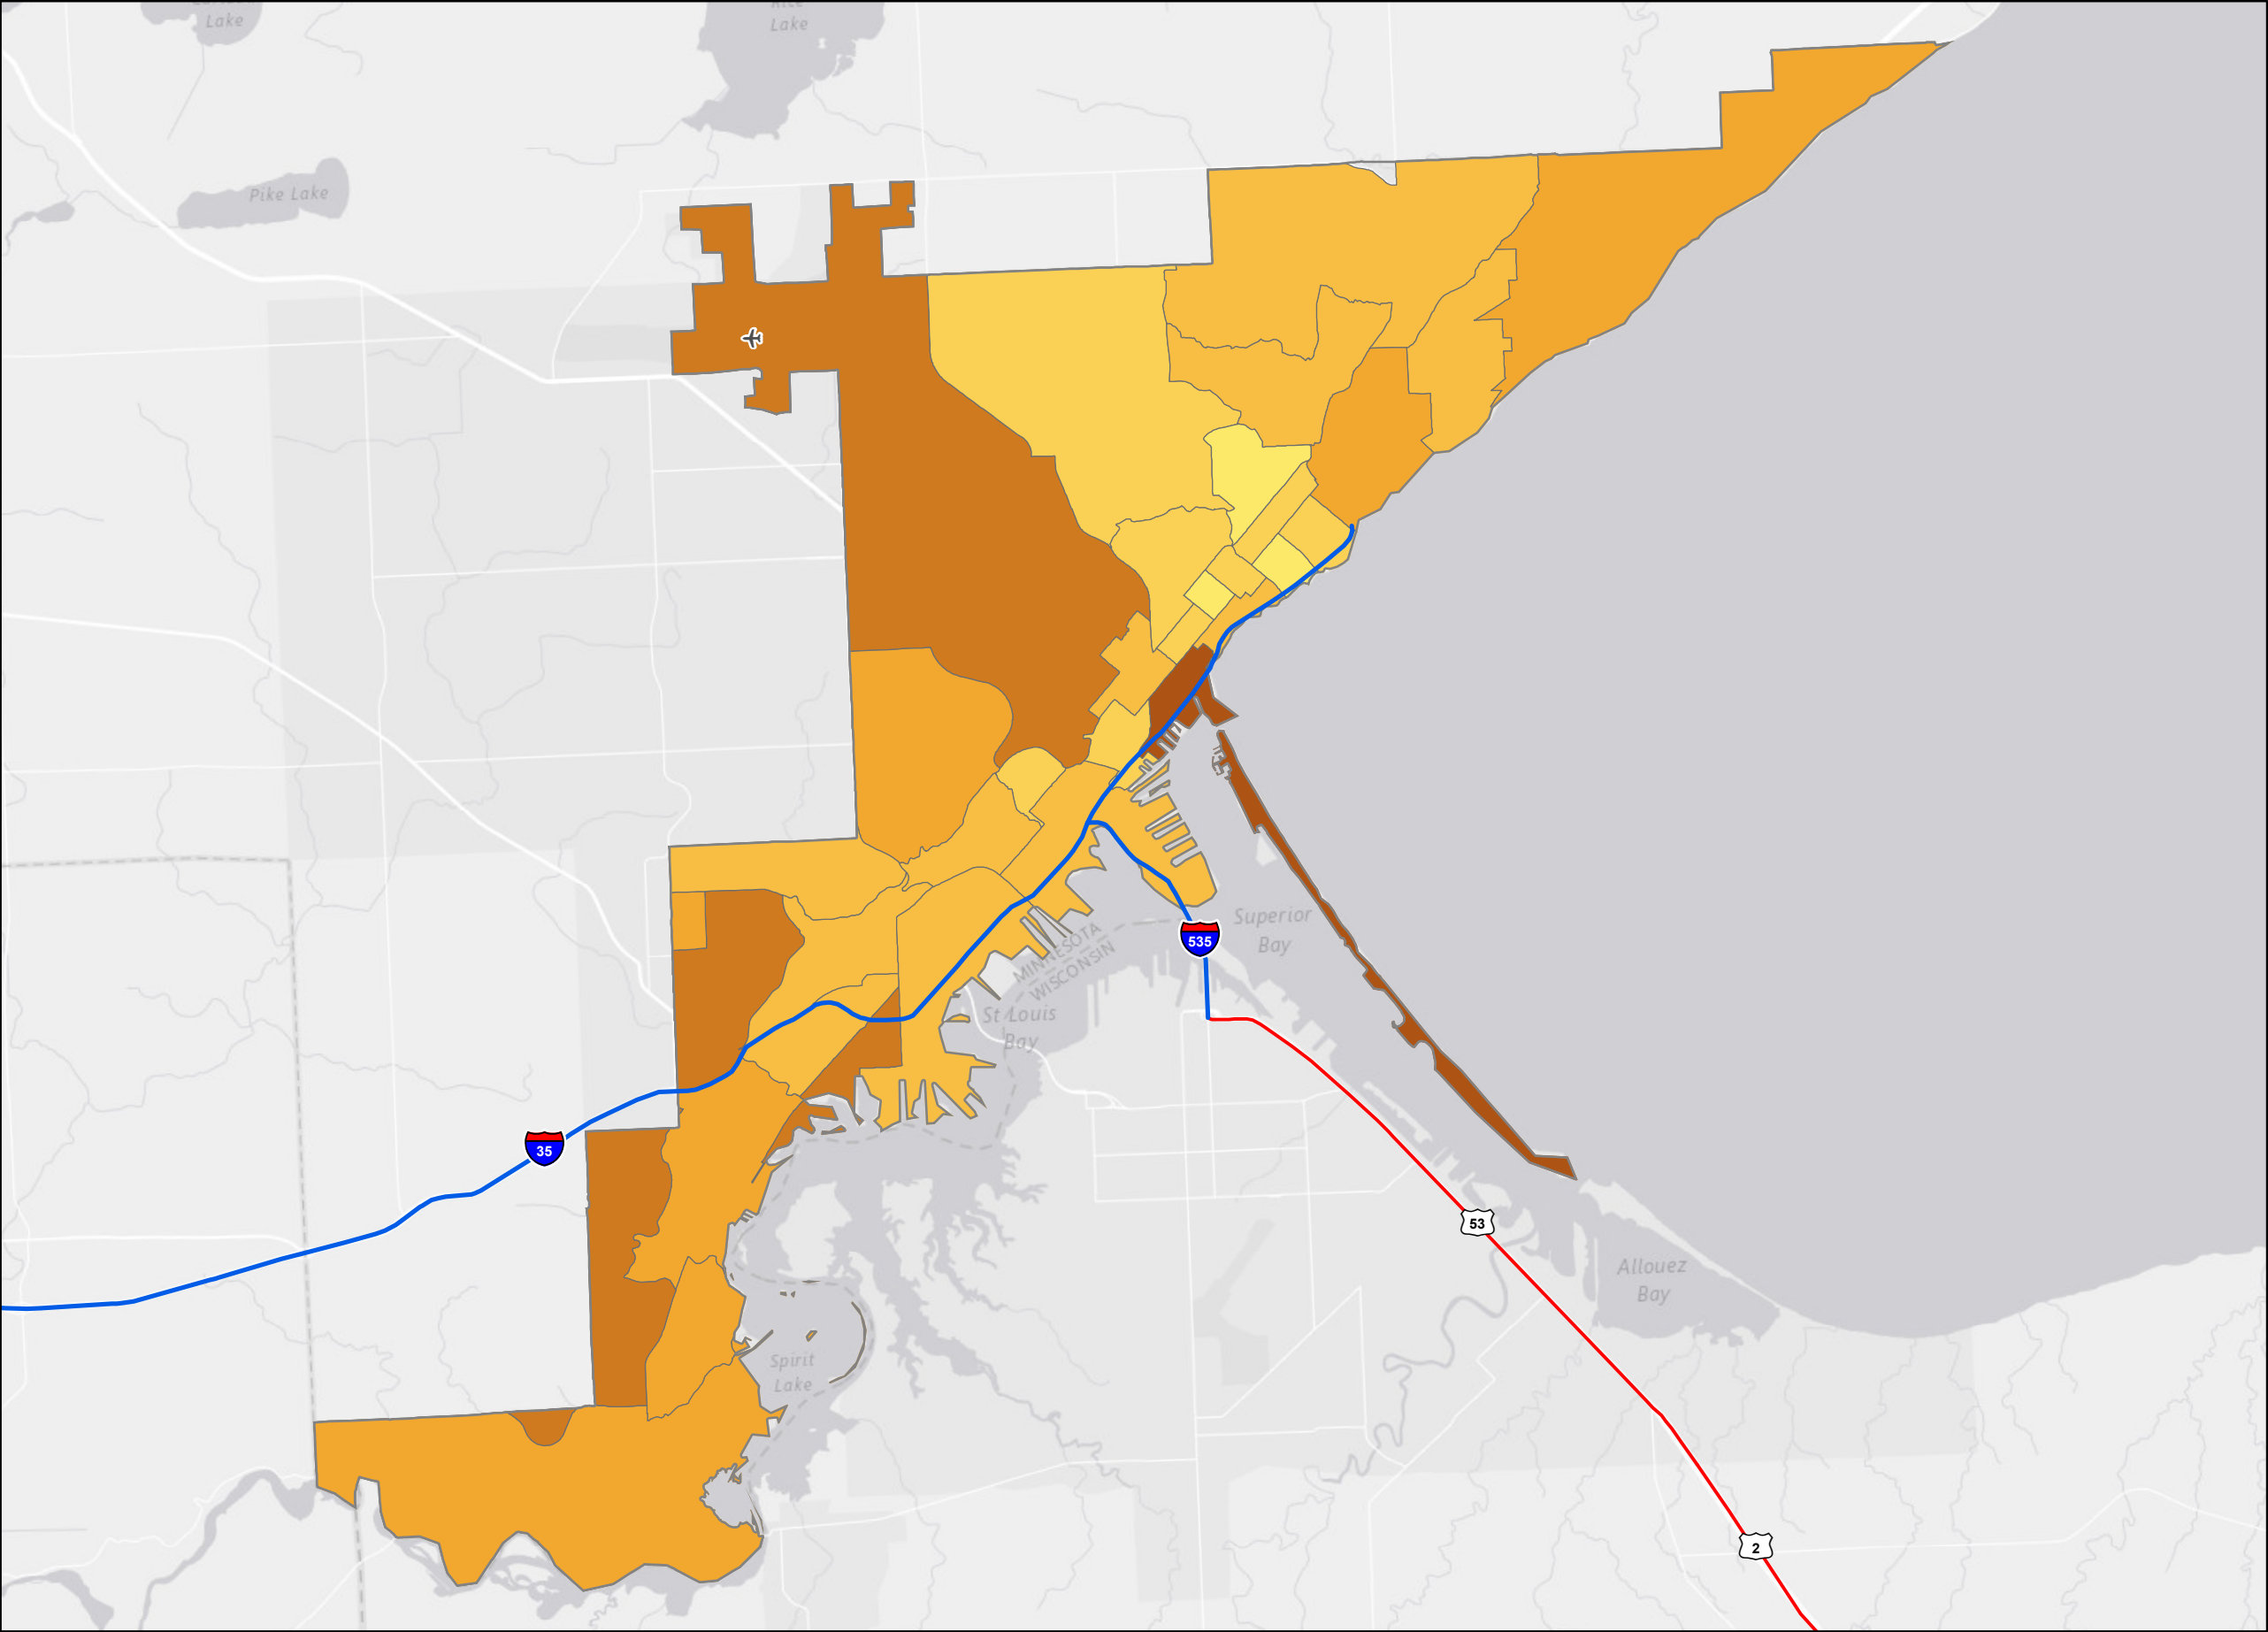 Lake
Rice
Lake
Pike Lake
MINNESOTA
WISCONSIN
Superior
Bay
535
St Louis
Bay
35
53
Allouez
Bay
Spirit
Lake
2